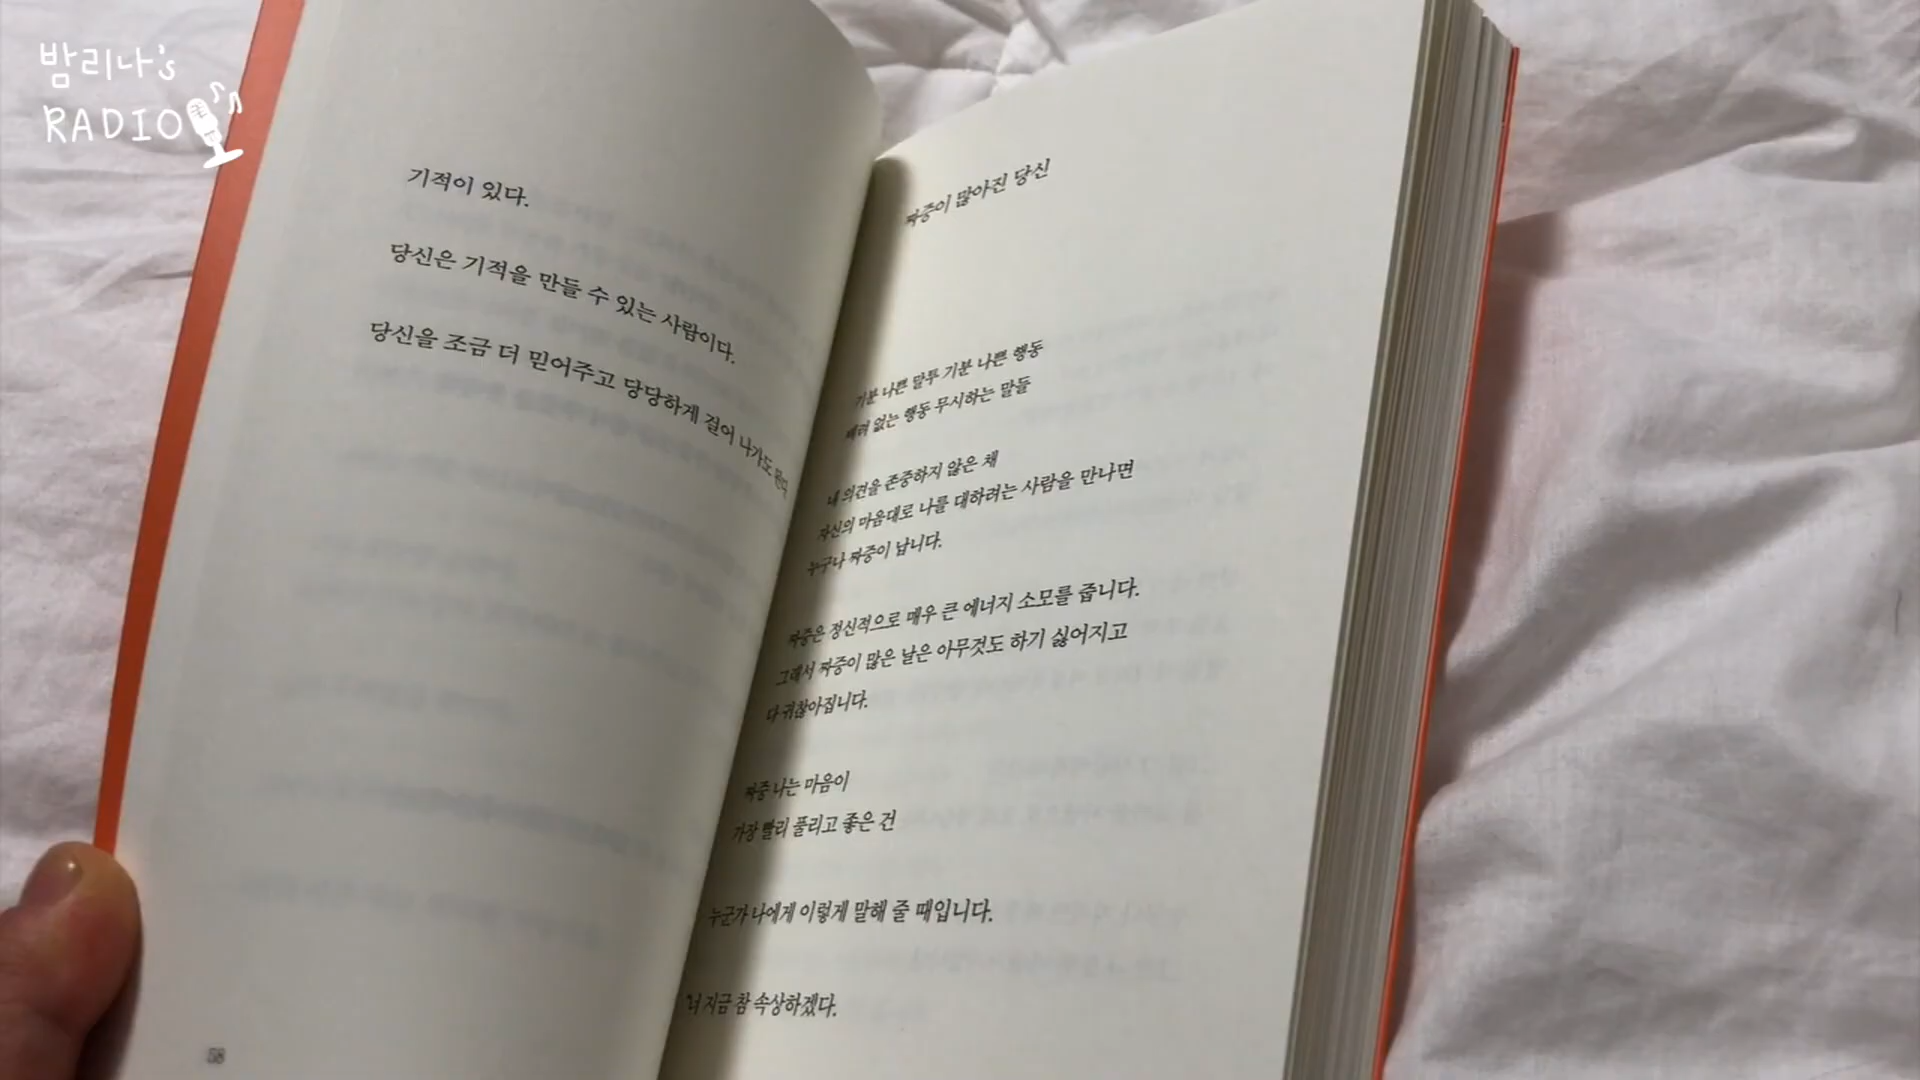 밤리나's
RADIO
기적이 있다.
당신은 기적을 만들 수 있는 사람이다.
당신을 조금 더 믿어주고 당당하게 걸어 나가도 된다.
58
짜증이 많아진 당신
기분 나쁜 말투 기분 나쁜 행동
배려 없는 행동 무시하는 말들
내 의견을 존중하지 않은 채
자신의 마음대로 나를 대하려는 사람을 만나면
누구나 짜증이 납니다.
짜증은 정신적으로 매우 큰 에너지 소모를 줍니다.
그래서 짜증이 많은 날은 아무것도 하기 싫어지고
다 귀찮아집니다.
짜증 나는 마음이
가장 빨리 풀리고 좋은 건
누군가 나에게 이렇게 말해 줄 때입니다.
"너 지금 참 속상하겠다.